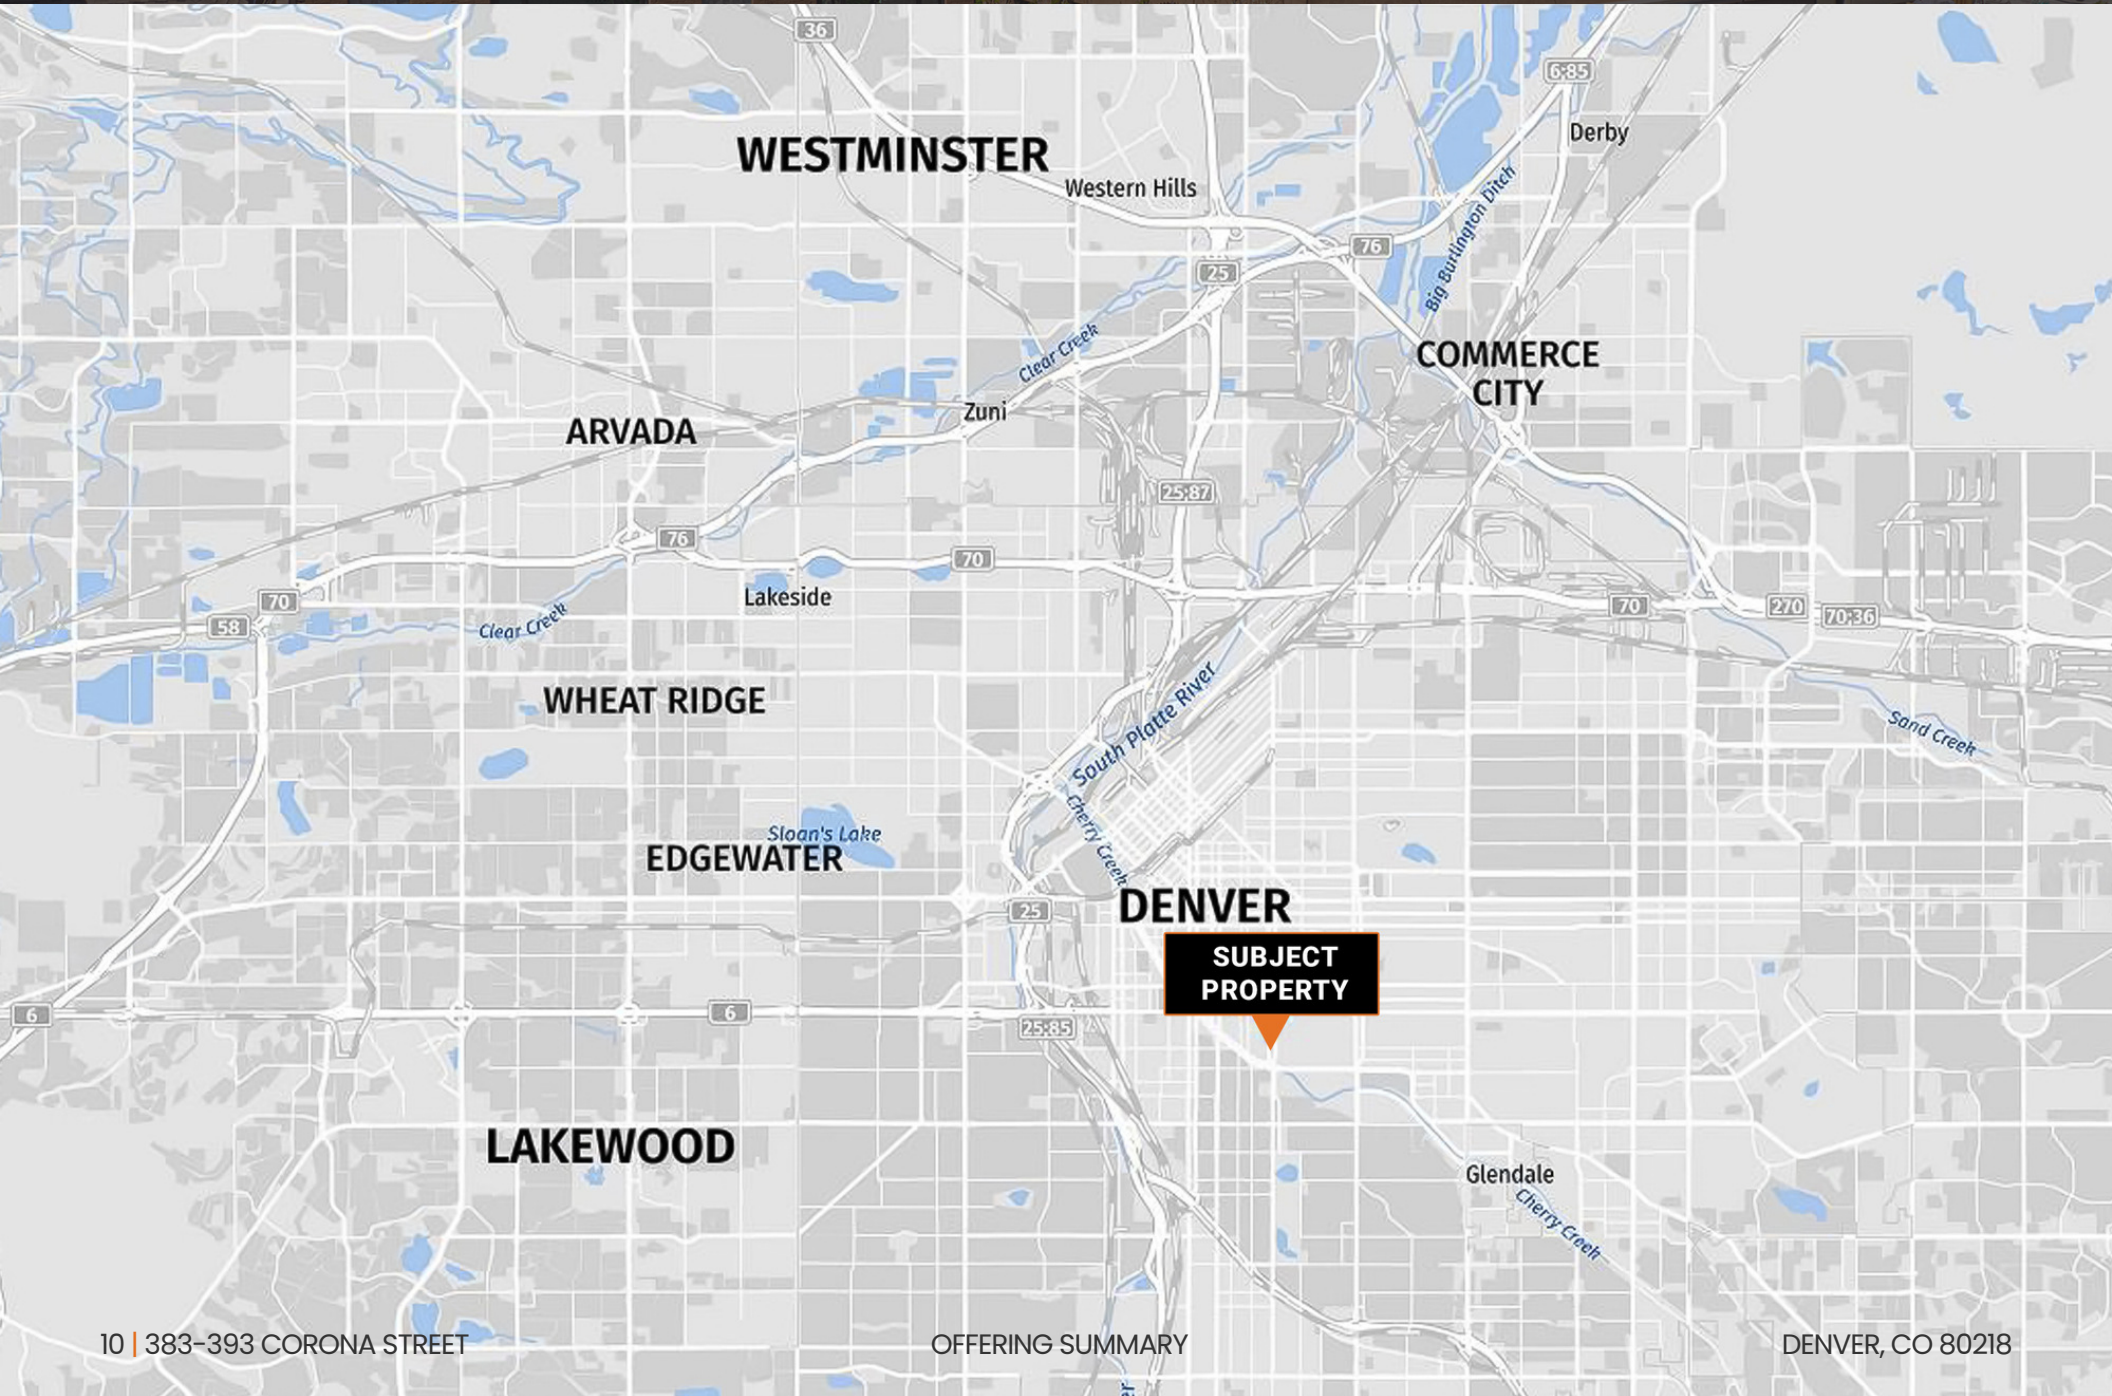 36
6:85
Derby
WESTMINSTER
Western Hills
Big Burlington Ditch
76
25
Clear Creek
COMMERCE
CITY
Zuni
ARVADA
25:87
76
70
Lakeside
70
58
Clear Creek
70
270
70:36
WHEAT RIDGE
South Platte River
Sand Creek
Cherry Creek
Sloan's Lake
EDGEWATER
DENVER
25
SUBJECT
PROPERTY
6
6
25:85
LAKEWOOD
Glendale
Cherry Creek
10 | 383-393 CORONA STREET
OFFERING SUMMARY
DENVER, CO 80218